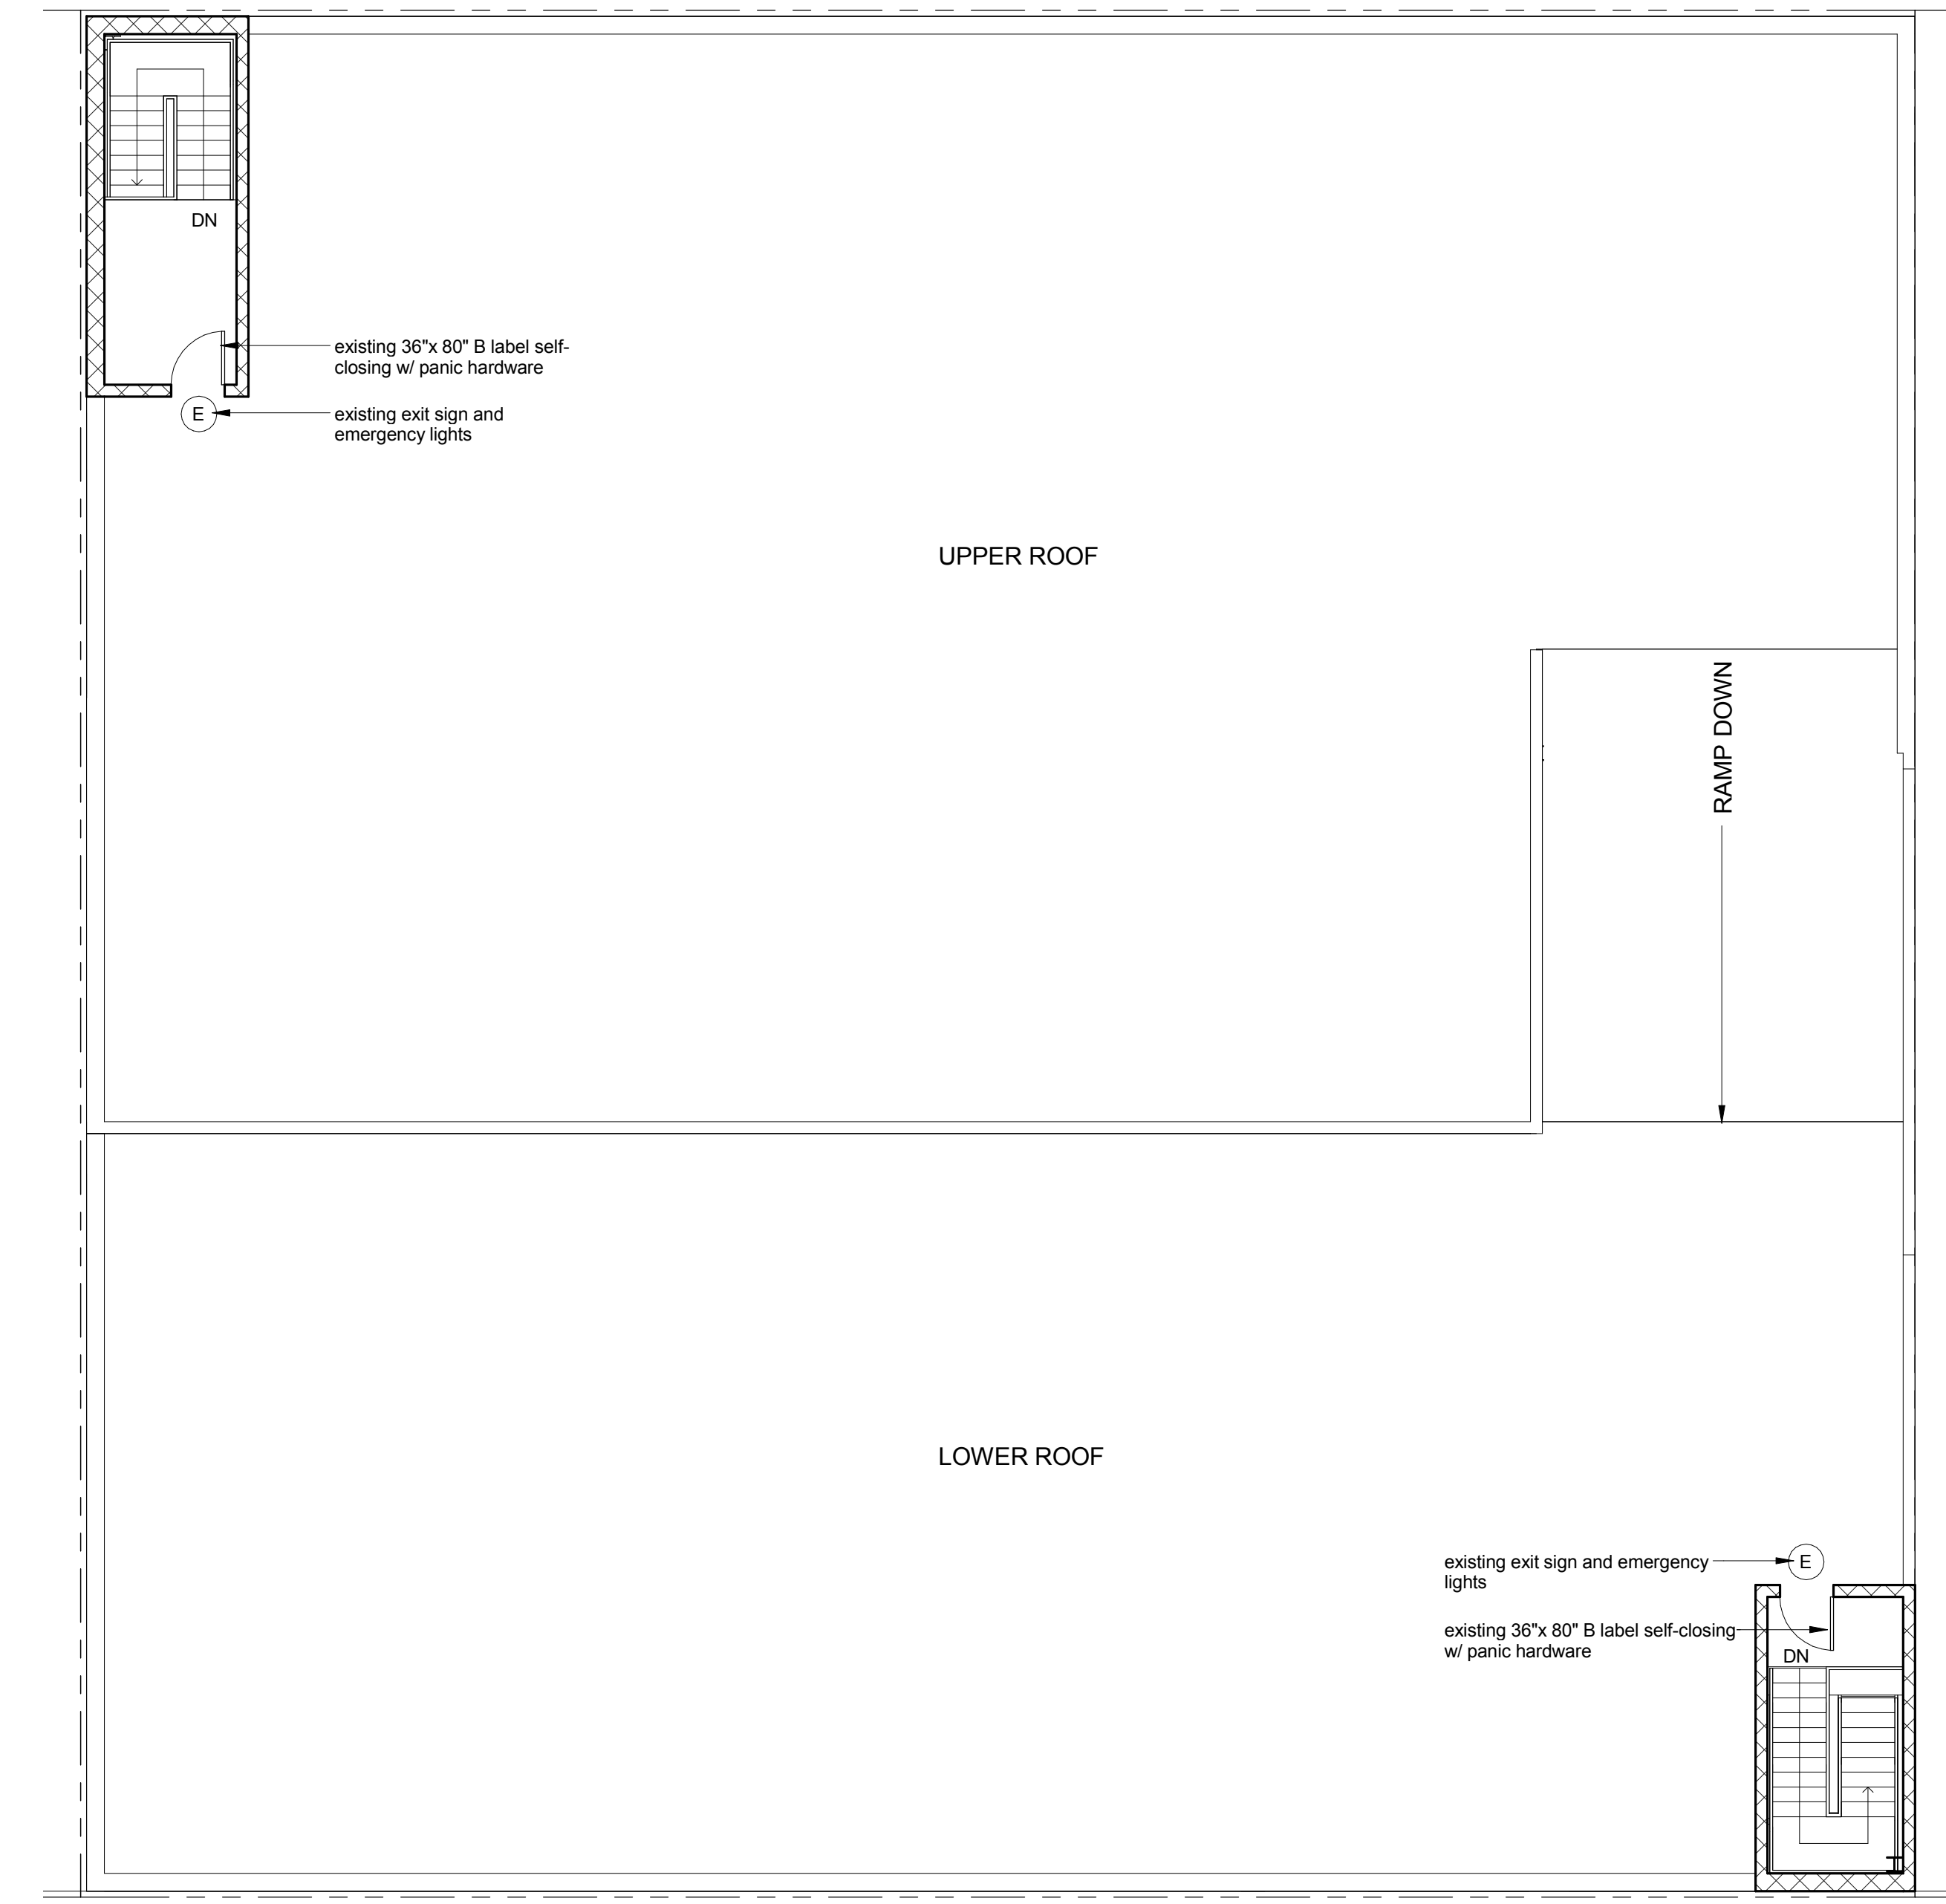 DN
existing 36"x 80" B label self-
closing w/ panic hardware
E
existing exit sign and
emergency lights
UPPER ROOF
RAMP DOWN
LOWER ROOF
existing exit sign and emergency
lights
E
existing 36"x 80" B label self-closing
w/ panic hardware
DN